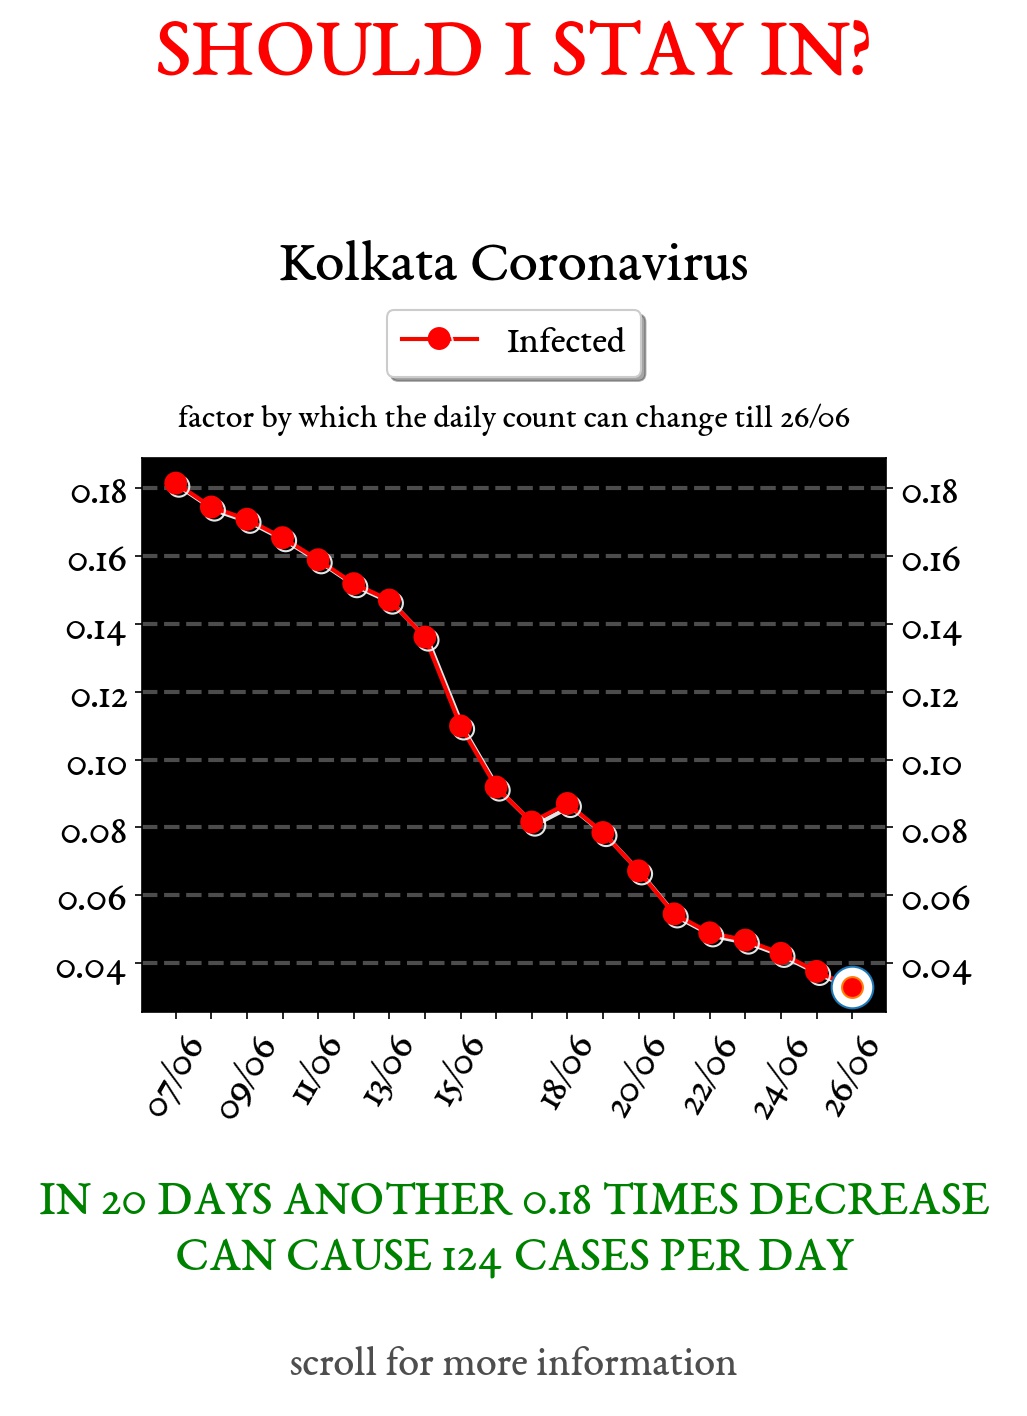 SHOULD I STAY IN?
Kolkata Coronavirus
Infected
factor by which the daily count can change till 26/06
0.18 0.18
0.16 0.16
0.14 0.14
0.12 0.12
0.10 0.10
0.08 0.08
0.06 0.06
0.04 0.04
07/06 09/06 11/06 13/06 15/06 18/06 20/06 22/06 24/06 26/06
IN 20 DAYS ANOTHER 0.18 TIMES DECREASE
CAN CAUSE 124 CASES PER DAY
scroll for more information